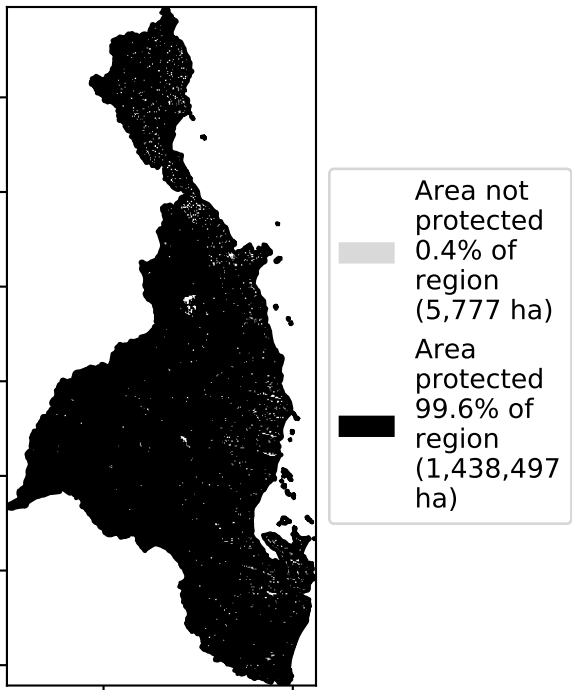 Area not
protected
0.4% of
region
(5,777 ha)
Area
protected
99.6% of
region
(1,438,497
ha)